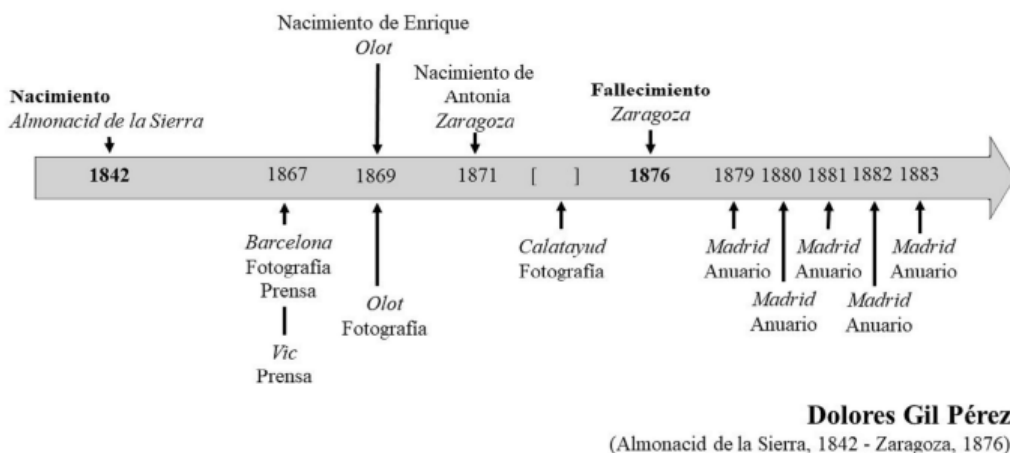 Nacimiento de Enrique
Olot
Nacimiento de
Antonia
Zaragoza
Nacimiento
Almonacid de la Sierra
Fallecimiento
Zaragoza
1842 1867 1869 1871 [ ] 1876 1879 1880 1881 1882 1883
Barcelona
Fotografía
Prensa
Vic
Prensa
Olot
Fotografía
Calatayud
Fotografía
Madrid
Anuario
Madrid
Anuario
Madrid
Anuario
Madrid
Anuario
Madrid
Anuario
Dolores Gil Pérez
(Almonacid de la Sierra, 1842 - Zaragoza, 1876)